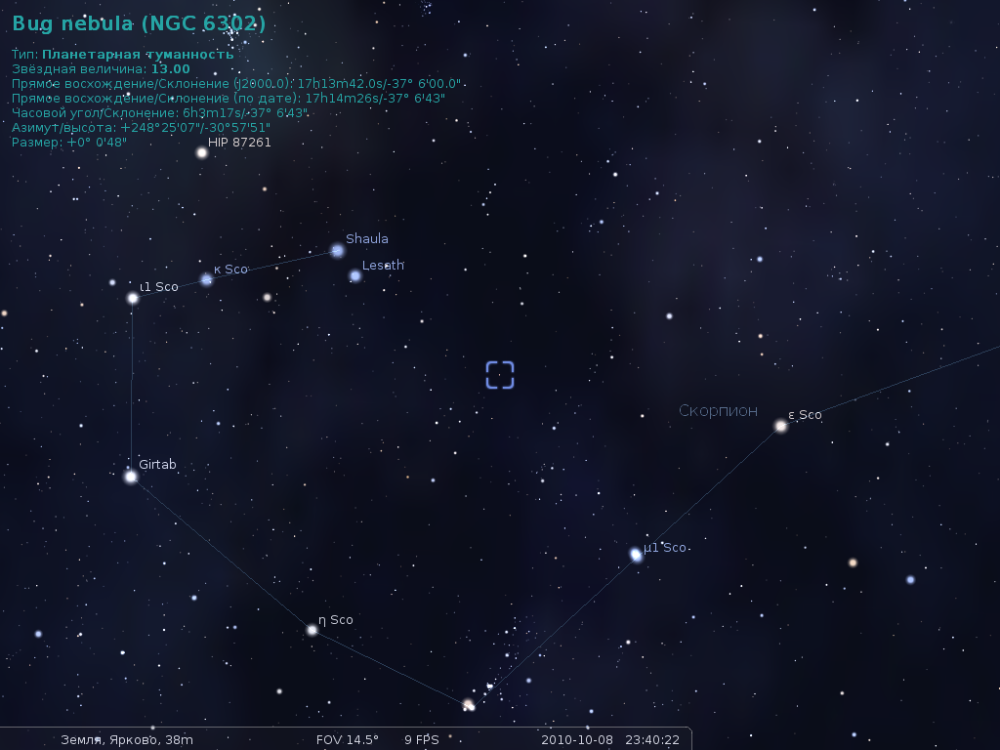 Bug nebula (NGC 6302)
Тип: Планетарная туманность
Звёздная величина: 13.00
Прямое восхождение/Склонение (J2000.0): 17h13m42.0s/-37° 6'00.0"
Прямое восхождение/Склонение (по дате): 17h14m26s/-37° 6'43"
Часовой угол/Склонение: 6h3m17s/-37° 6'43"
Азимут/высота: +248°25'07"/-30°57'51"
Размер: +0° 0'48"
HIP 87261
Shaula
Lesath
κ Sco
ι1 Sco
Скорпион
ε Sco
Girtab
μ1 Sco
η Sco
Земля, Ярково, 38m FOV 14.5° 9 FPS 2010-10-08 23:40:22